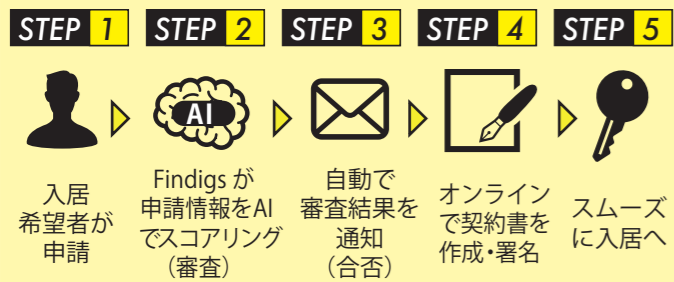 STEP 1
STEP 2
STEP 3
STEP 4
STEP 5
AI
入居
希望者が
申請
Findigs が
申請情報をAI
でスコアリング
（審査）
自動で
審査結果を
通知
（合否）
オンライン
で契約書を
作成・署名
スムーズ
に入居へ